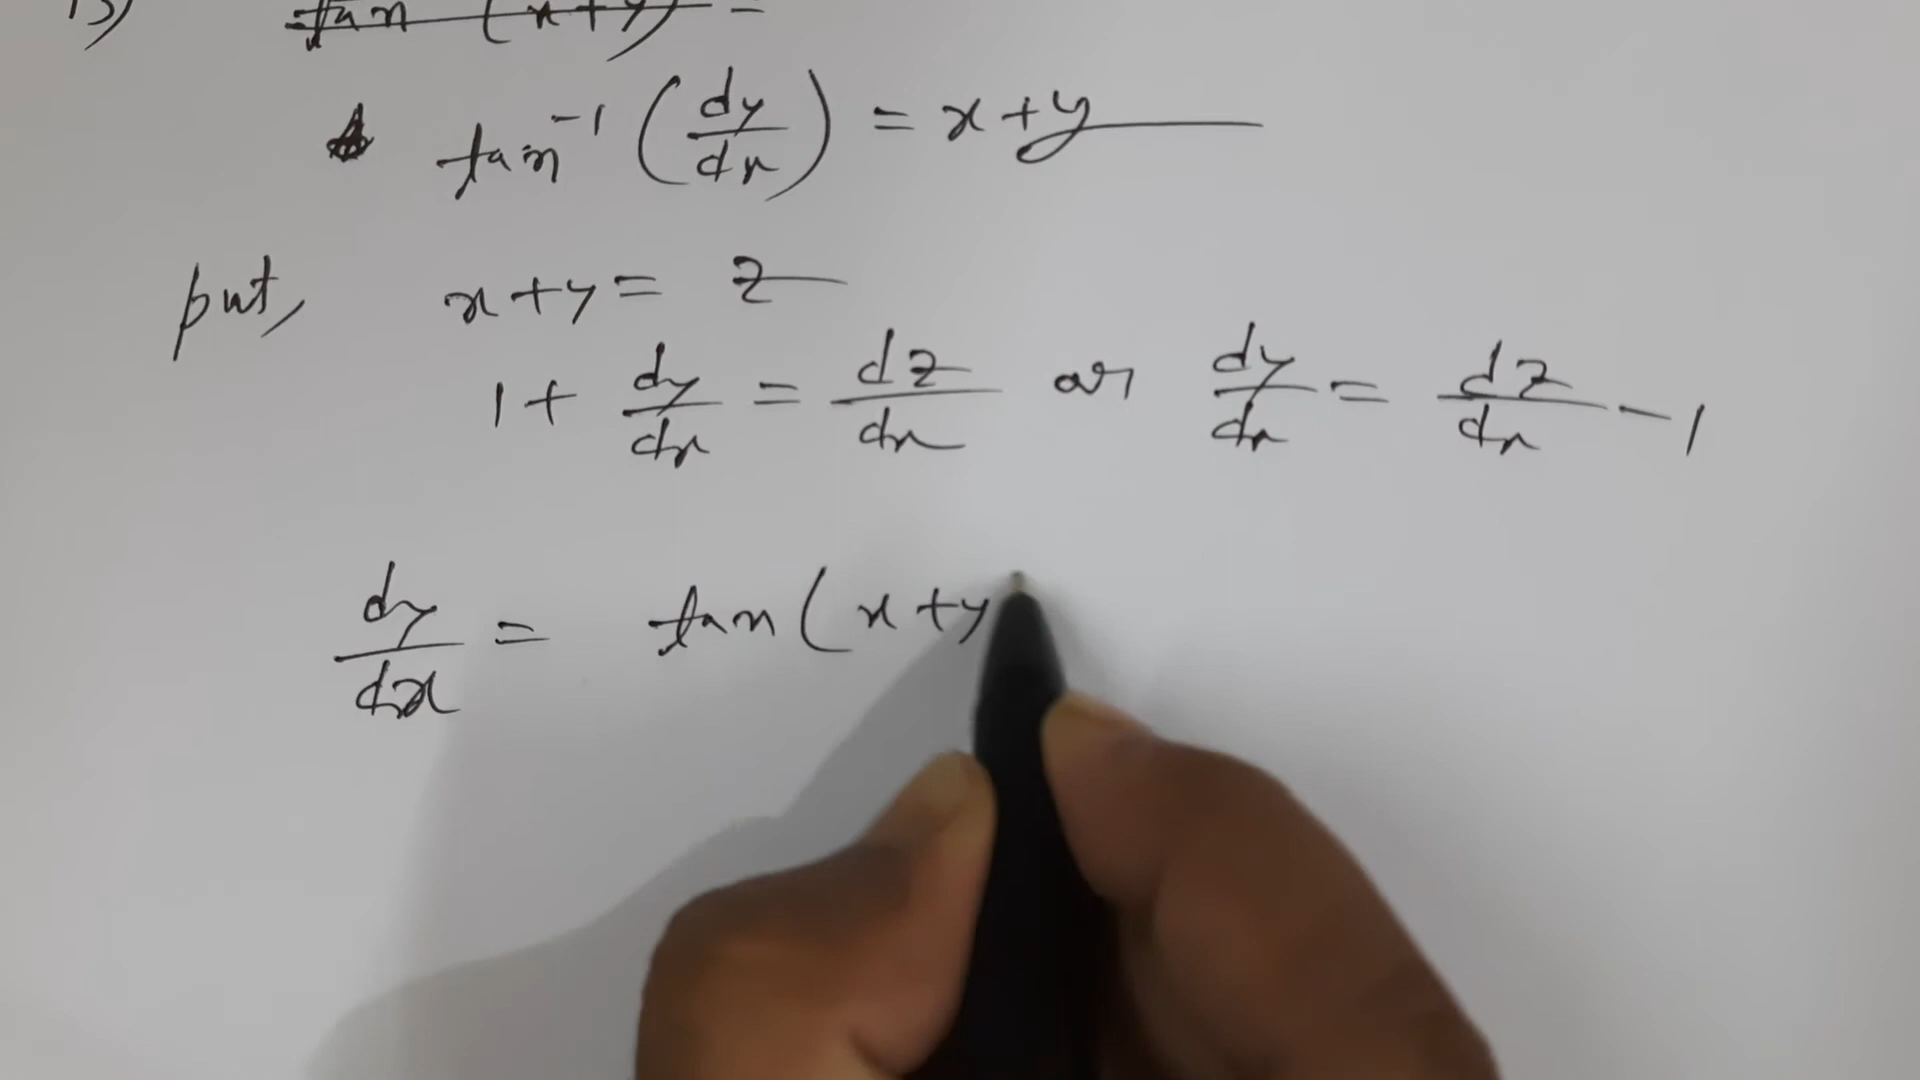 tan (x+y) =
tan⁻¹ (dy/dx) = x+y
put, x+y = z
1 + dy/dx = dz/dx or dy/dx = dz/dx - 1
dy/dx = tan (x+y